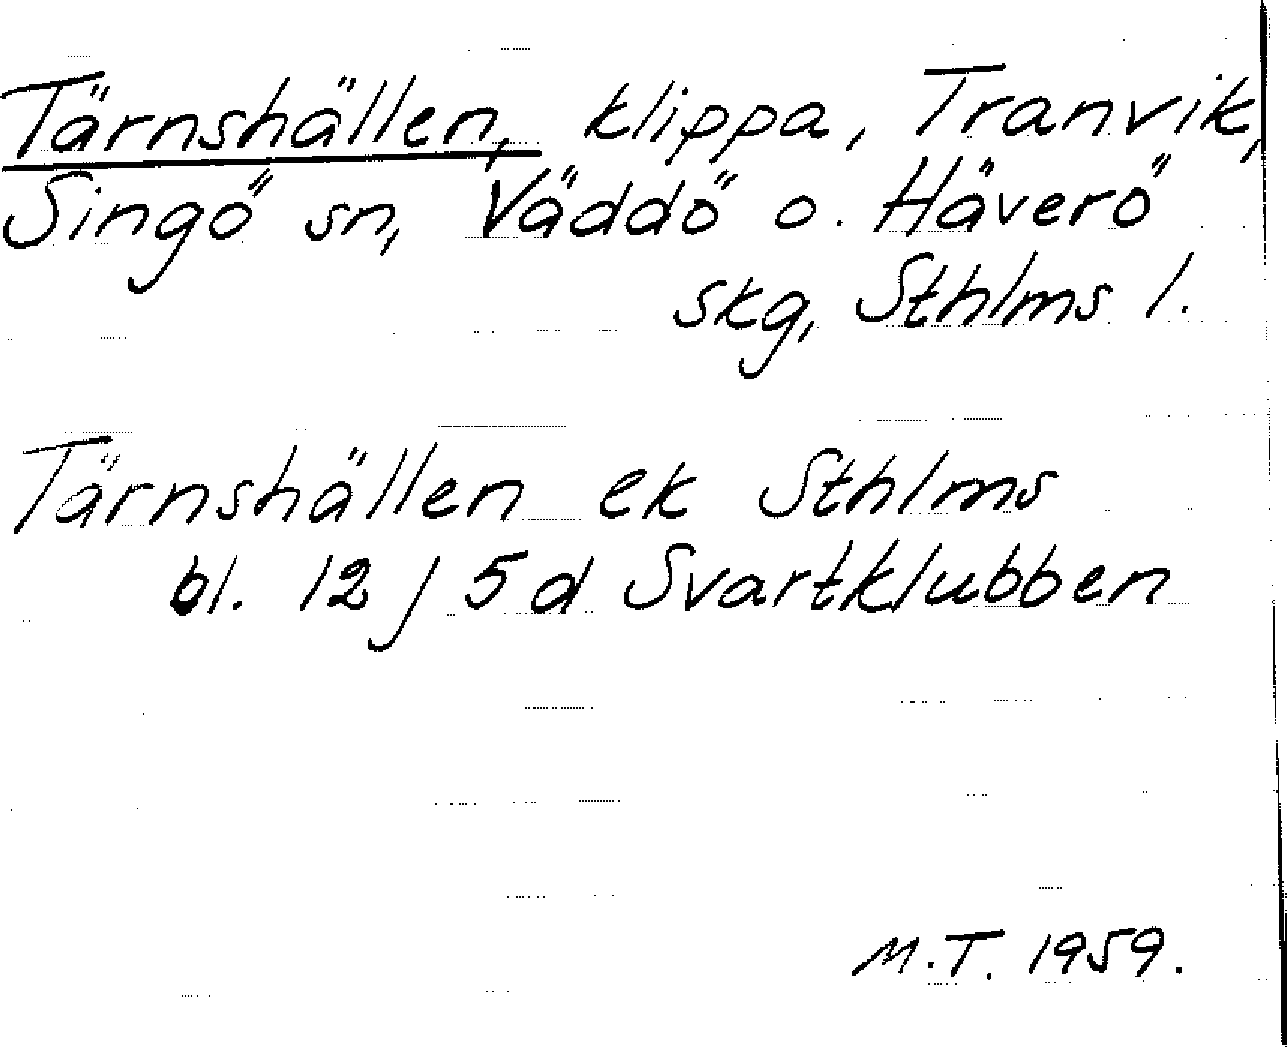 Tärnshällen, klippa, Tranvik,
Singö sn, Väddö o. Häverö
skg, Sthlms l.
Tärnshällen ek Sthlms
bl. 12 J 5 d Svartklubben
M.T. 1959.